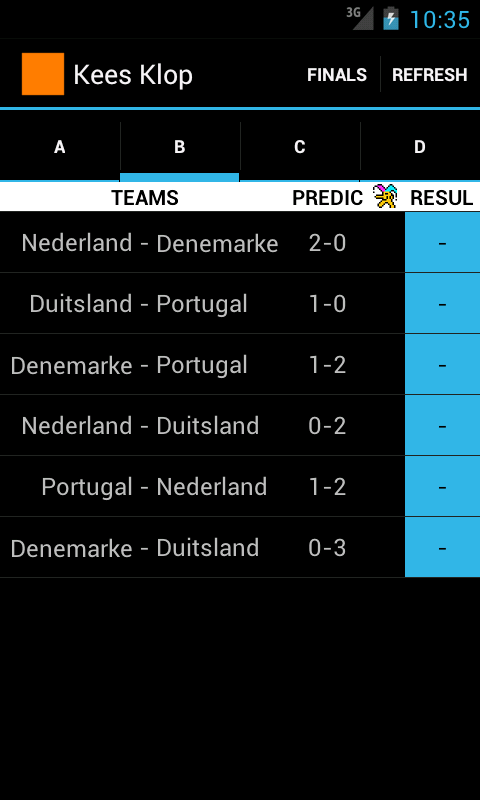 3G 10:35
Kees Klop FINALS REFRESH
A B C D
TEAMS PREDIC RESUL
Nederland - Denemarke 2-0 -
Duitsland - Portugal 1-0 -
Denemarke - Portugal 1-2 -
Nederland - Duitsland 0-2 -
Portugal - Nederland 1-2 -
Denemarke - Duitsland 0-3 -